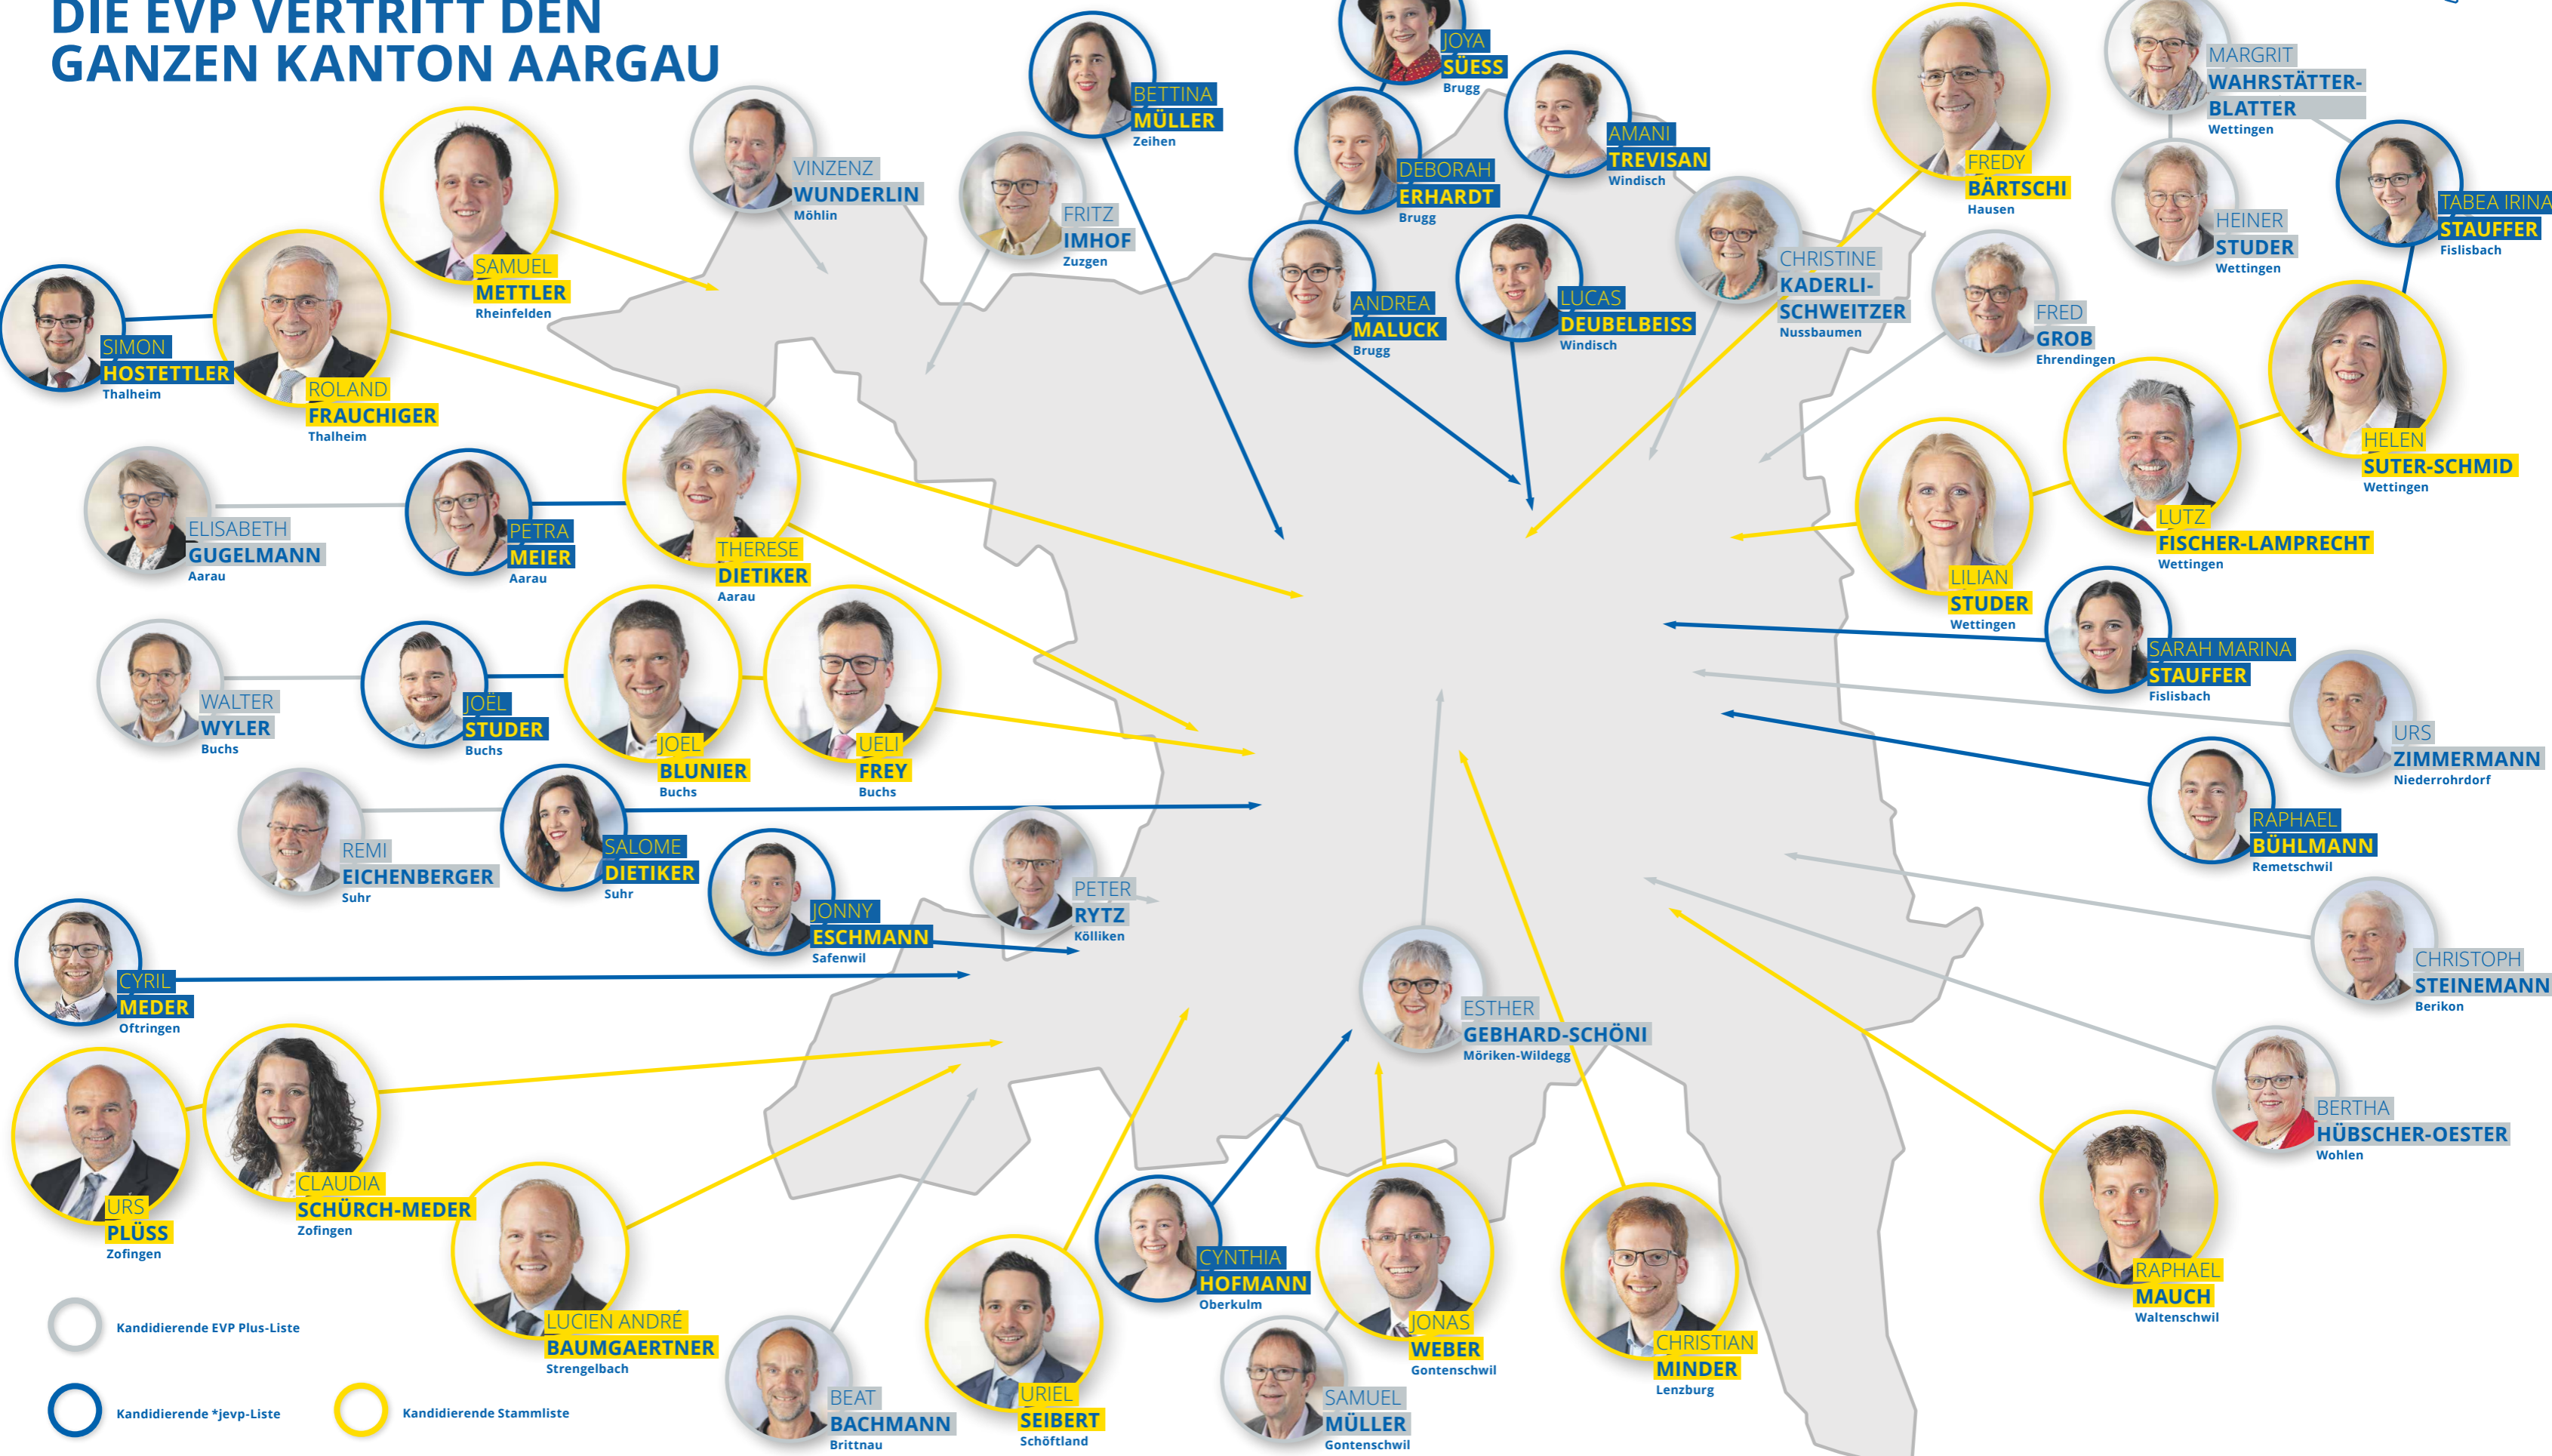 DIE EVP VERTRITT DEN
GANZEN KANTON AARGAU
JOYA
SÜESS
Brugg
MARGRIT
WAHRSTÄTTER-
BLATTER
Wettingen
BETTINA
MÜLLER
Zeihen
AMANI
TREVISAN
Windisch
FREDY
BÄRTSCHI
Hausen
VINZENZ
WUNDERLIN
Möhlin
DEBORAH
ERHARDT
Brugg
FRITZ
IMHOF
Zuzgen
TABEA IRINA
STAUFFER
Fislisbach
HEINER
STUDER
Wettingen
SAMUEL
METTLER
Rheinfelden
CHRISTINE
KADERLI-
SCHWEITZER
Nussbaumen
ANDREA
MALUCK
Brugg
LUCAS
DEUBELBEISS
Windisch
FRED
GROB
Ehrendingen
SIMON
HOSTETTLER
Thalheim
ROLAND
FRAUCHIGER
Thalheim
HELEN
SUTER-SCHMID
Wettingen
ELISABETH
GUGELMANN
Aarau
PETRA
MEIER
Aarau
THERESE
DIETIKER
Aarau
LUTZ
FISCHER-LAMPRECHT
Wettingen
LILIAN
STUDER
Wettingen
SARAH MARINA
STAUFFER
Fislisbach
WALTER
WYLER
Buchs
JOËL
STUDER
Buchs
JOEL
BLUNIER
Buchs
UELI
FREY
Buchs
URS
ZIMMERMANN
Niederrohrdorf
RAPHAEL
BÜHLMANN
Remetschwil
REMI
EICHENBERGER
Suhr
SALOME
DIETIKER
Suhr
JONNY
ESCHMANN
Safenwil
PETER
RYTZ
Kölliken
CHRISTOPH
STEINEMANN
Berikon
CYRIL
MEDER
Oftringen
ESTHER
GEBHARD-SCHÖNI
Möriken-Wildegg
BERTHA
HÜBSCHER-OESTER
Wohlen
URS
PLÜSS
Zofingen
CLAUDIA
SCHÜRCH-MEDER
Zofingen
CYNTHIA
HOFMANN
Oberkulm
RAPHAEL
MAUCH
Waltenschwil
LUCIEN ANDRÉ
BAUMGAERTNER
Strengelbach
JONAS
WEBER
Gontenschwil
CHRISTIAN
MINDER
Lenzburg
BEAT
BACHMANN
Brittnau
URIEL
SEIBERT
Schöftland
SAMUEL
MÜLLER
Gontenschwil
Kandidierende EVP Plus-Liste
Kandidierende *jevp-Liste
Kandidierende Stammliste